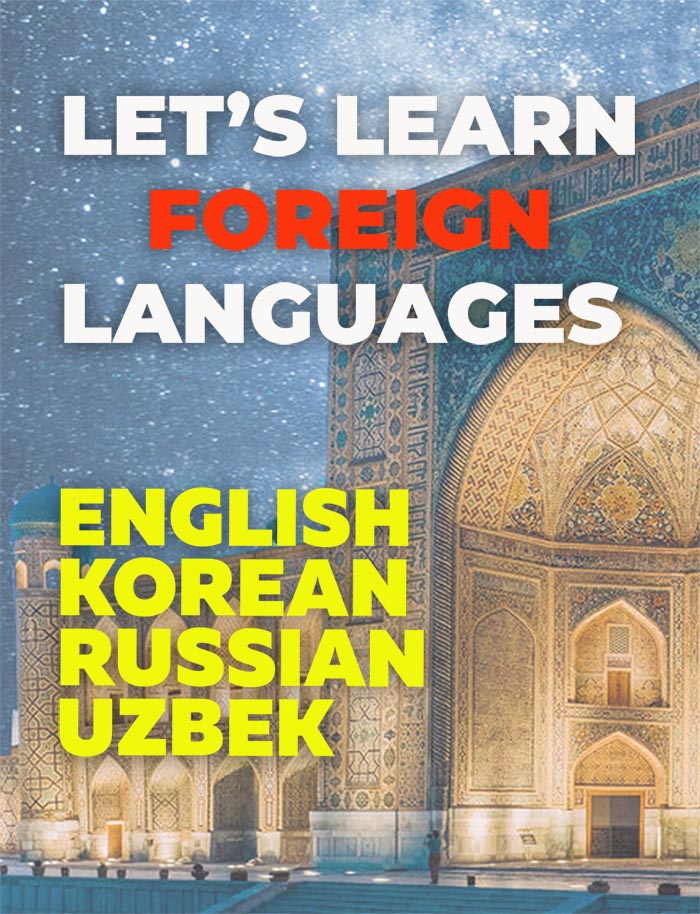 LET’S LEARN
FOREIGN
LANGUAGES
ENGLISH
KOREAN
RUSSIAN
UZBEK